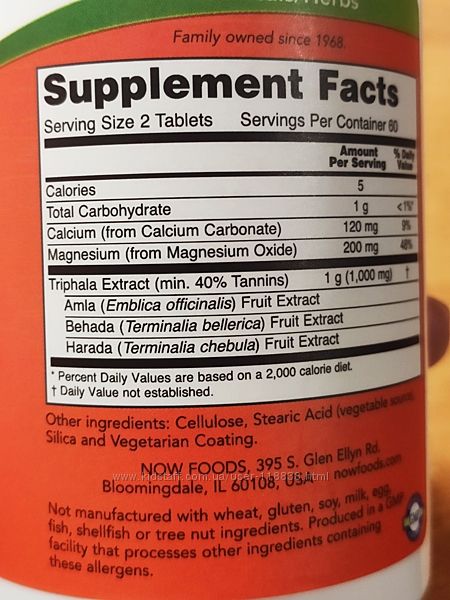 Herbs
Family owned since 1968.
Supplement Facts
Serving Size 2 Tablets Servings Per Container 60
Amount Per Serving % Daily Value
Calories 5
Total Carbohydrate 1 g <1%*
Calcium (from Calcium Carbonate) 120 mg 9%
Magnesium (from Magnesium Oxide) 200 mg 48%
Triphala Extract (min. 40% Tannins) 1 g (1,000 mg) †
Amla (Emblica officinalis) Fruit Extract
Behada (Terminalia bellerica) Fruit Extract
Harada (Terminalia chebula) Fruit Extract
* Percent Daily Values are based on a 2,000 calorie diet.
† Daily Value not established.
Other ingredients: Cellulose, Stearic Acid (vegetable source),
Silica and Vegetarian Coating.
NOW FOODS, 395 S. Glen Ellyn Rd.
Bloomingdale, IL 60108, USA nowfoods.com
Not manufactured with wheat, gluten, soy, milk, egg,
fish, shellfish or tree nut ingredients. Produced in a GMP
facility that processes other ingredients containing
these allergens.